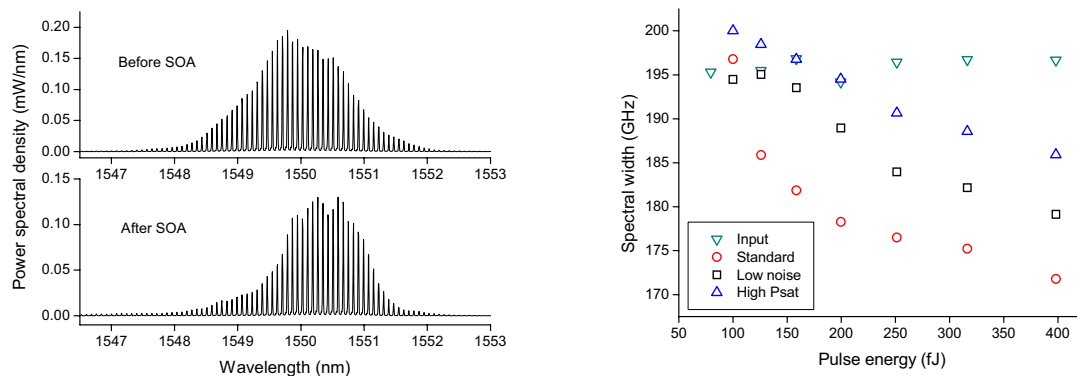 Power spectral density (mW/nm)
0.20
0.15
0.10
0.05
0.00
Before SOA
1547 1548 1549 1550 1551 1552 1553
0.15
0.10
0.05
0.00
After SOA
1547 1548 1549 1550 1551 1552 1553
Wavelength (nm)
Spectral width (GHz)
200
195
190
185
180
175
170
Input
Standard
Low noise
High Psat
50 100 150 200 250 300 350 400
Pulse energy (fJ)